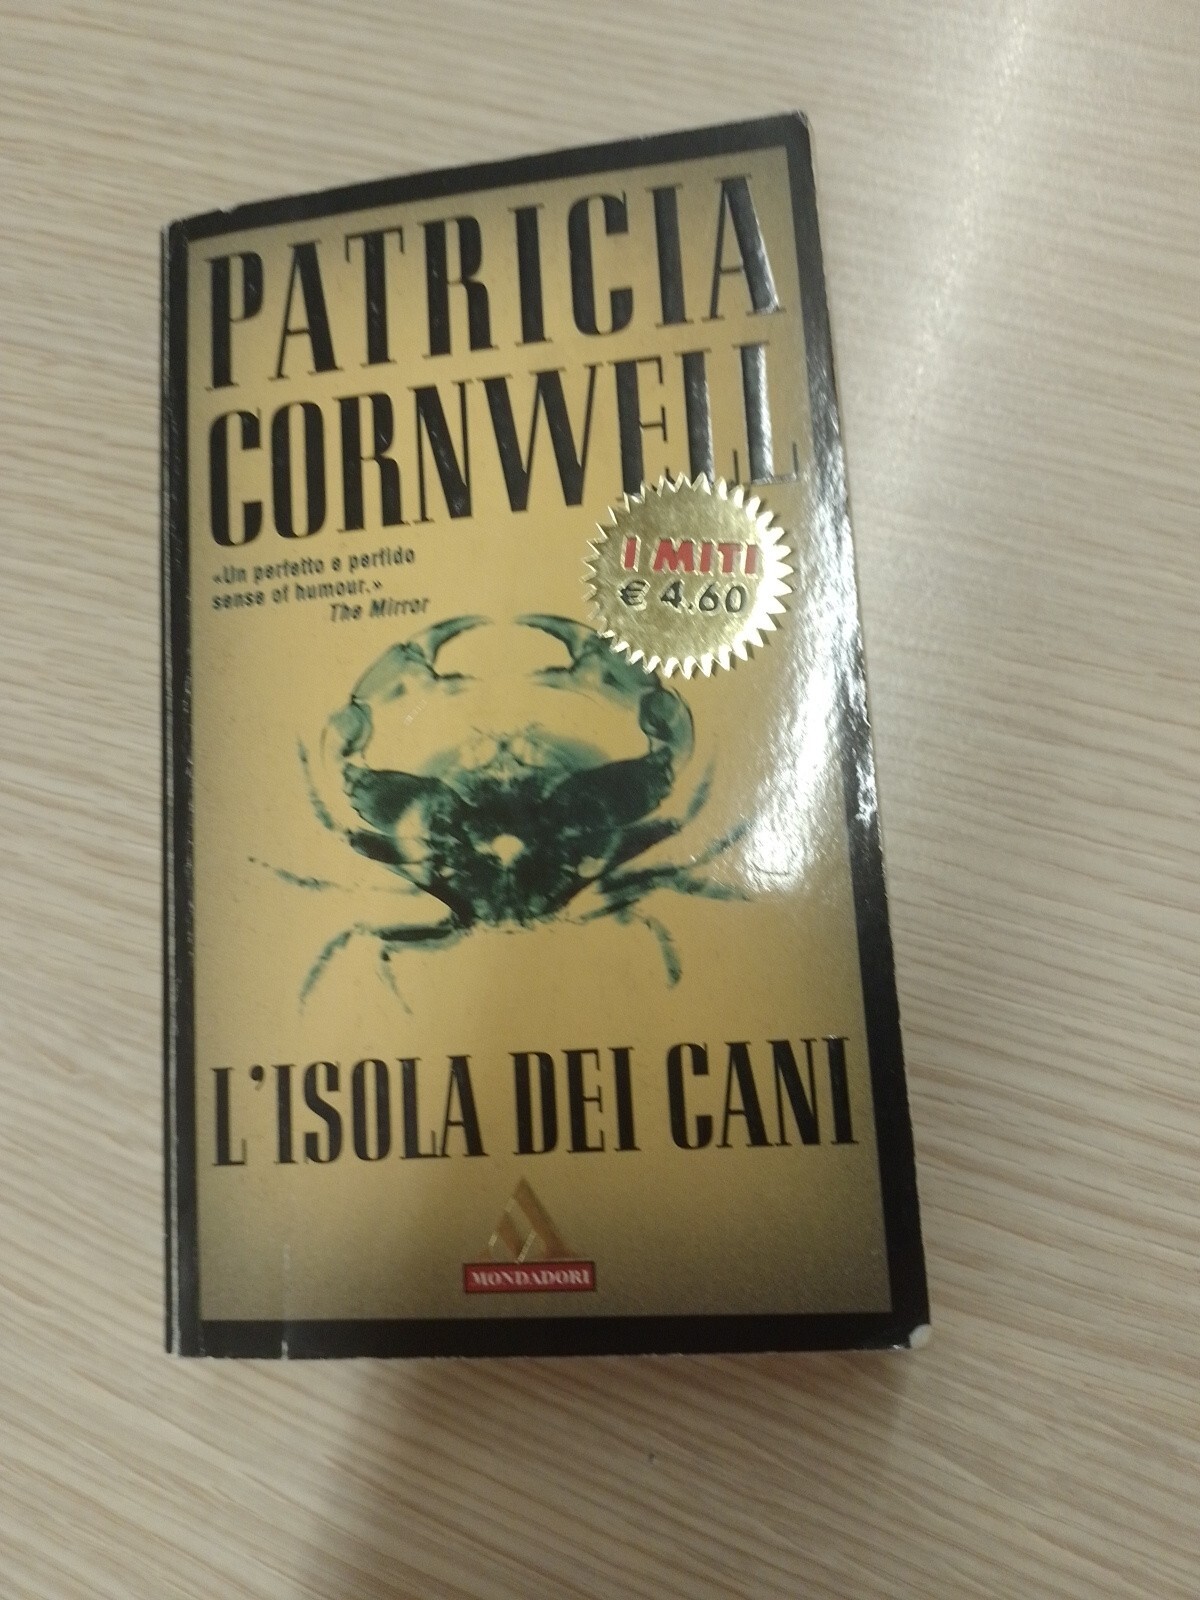 PATRICIA
CORNWELL
«Un perfetto e perfido
sense of humour.»
The Mirror
I MITI
€ 4.60
L'ISOLA DEI CANI
MONDADORI